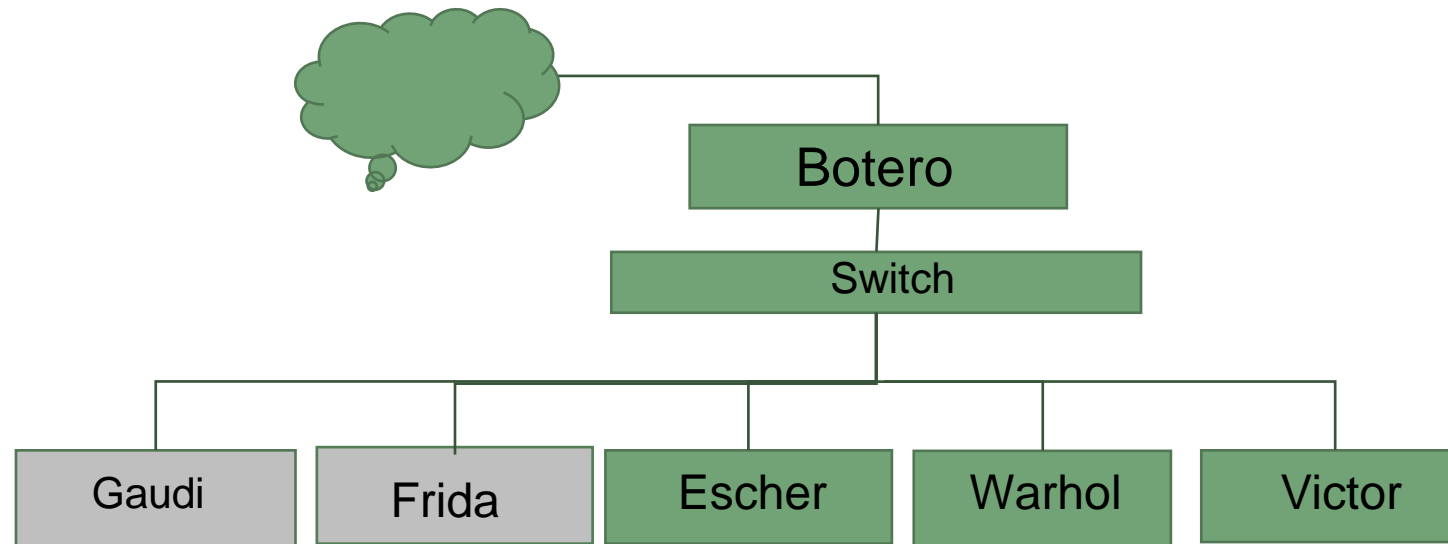 Botero
Switch
Gaudi
Frida
Escher
Warhol
Victor